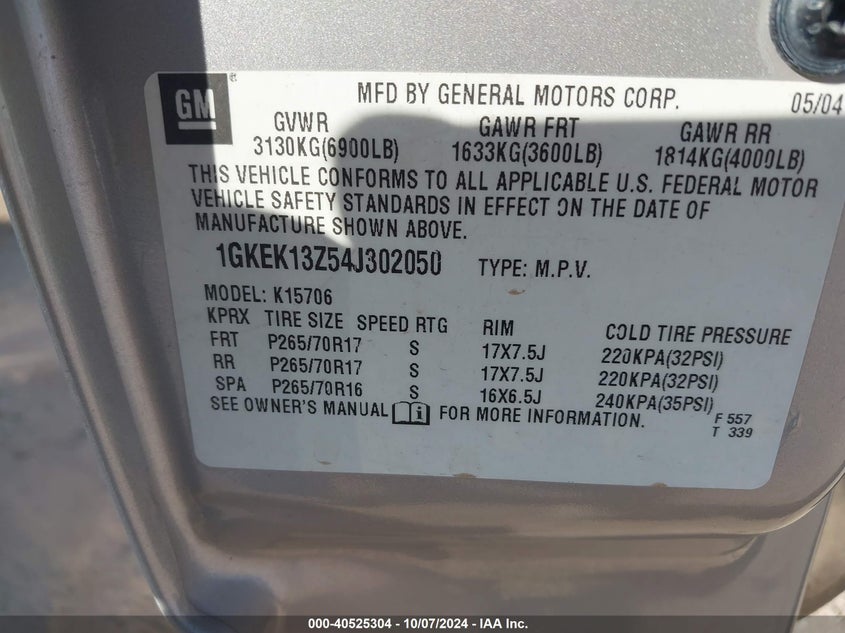 GM ®
MFD BY GENERAL MOTORS CORP. 05/04
GVWR GAWR FRT GAWR RR
3130KG(6900LB) 1633KG(3600LB) 1814KG(4000LB)
THIS VEHICLE CONFORMS TO ALL APPLICABLE U.S. FEDERAL MOTOR
VEHICLE SAFETY STANDARDS IN EFFECT ON THE DATE OF
MANUFACTURE SHOWN ABOVE.
1GKEK13Z54J302050 TYPE: M.P.V.
MODEL: K15706
KPRX TIRE SIZE SPEED RTG RIM COLD TIRE PRESSURE
FRT P265/70R17 S 17X7.5J 220KPA(32PSI)
RR P265/70R17 S 17X7.5J 220KPA(32PSI)
SPA P265/70R16 S 16X6.5J 240KPA(35PSI)
SEE OWNER'S MANUAL i FOR MORE INFORMATION.
F 557
T 339
000-40525304 - 10/07/2024 - IAA Inc.